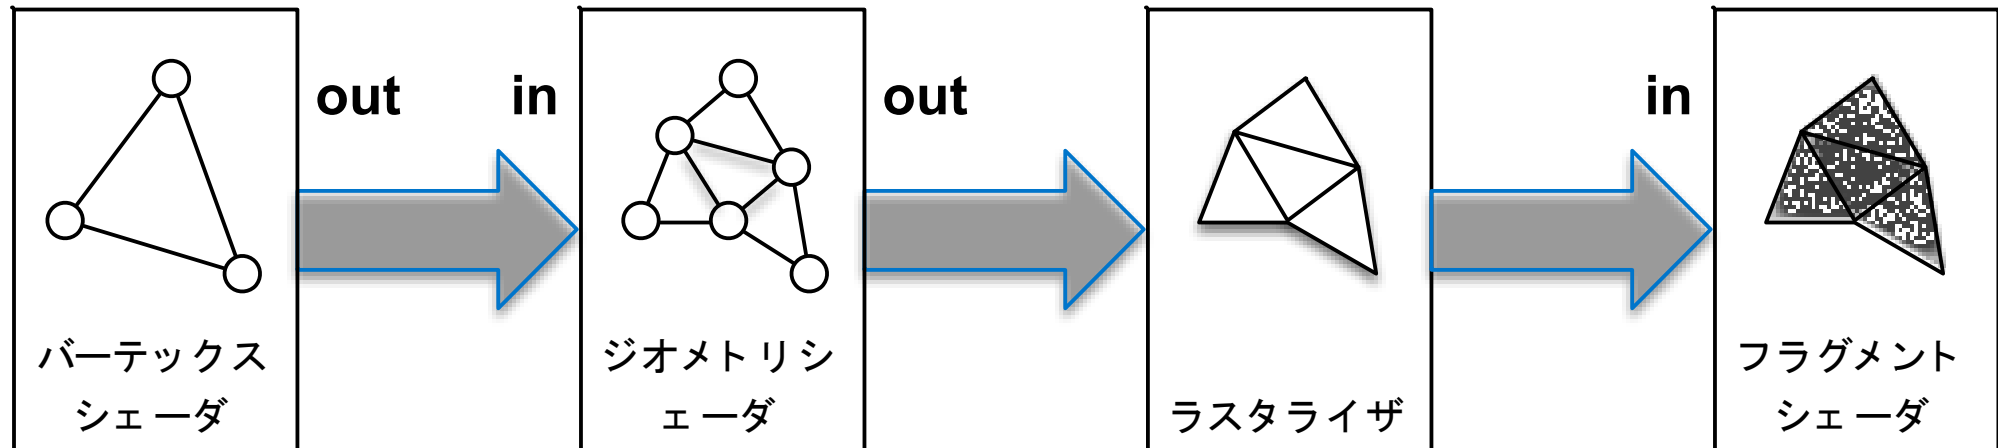 out
in
out
in
バーテックス
シェーダ
ジオメトリシ
ェーダ
ラスタライザ
フラグメント
シェーダ